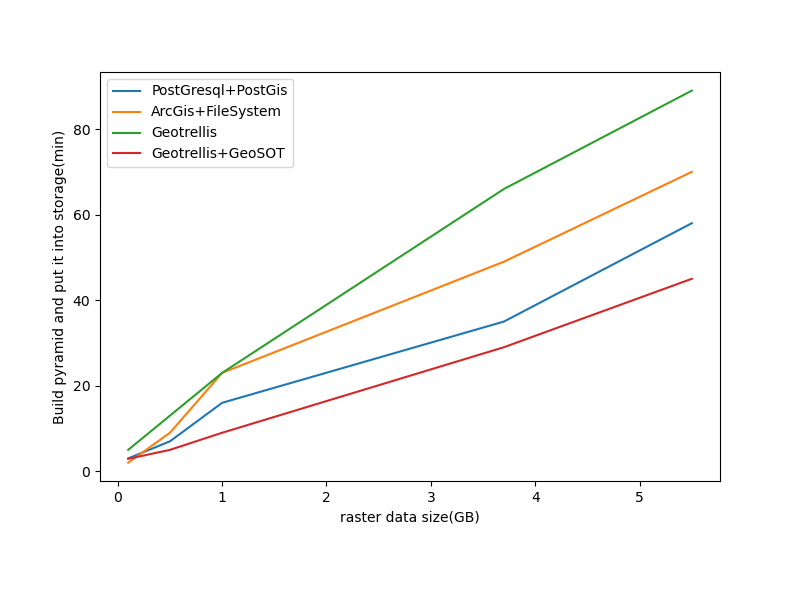 PostGresql+PostGis
ArcGis+FileSystem
Geotrellis
Geotrellis+GeoSOT
Build pyramid and put it into storage(min)
80
60
40
20
0
0 1 2 3 4 5
raster data size(GB)